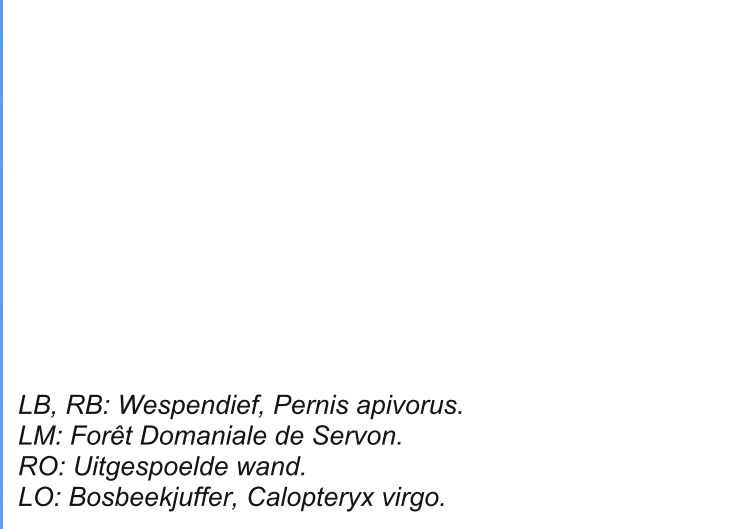 LB, RB: Wespendief, Pernis apivorus.
LM: Forêt Domaniale de Servon.
RO: Uitgespoelde wand.
LO: Bosbeekjuffer, Calopteryx virgo.